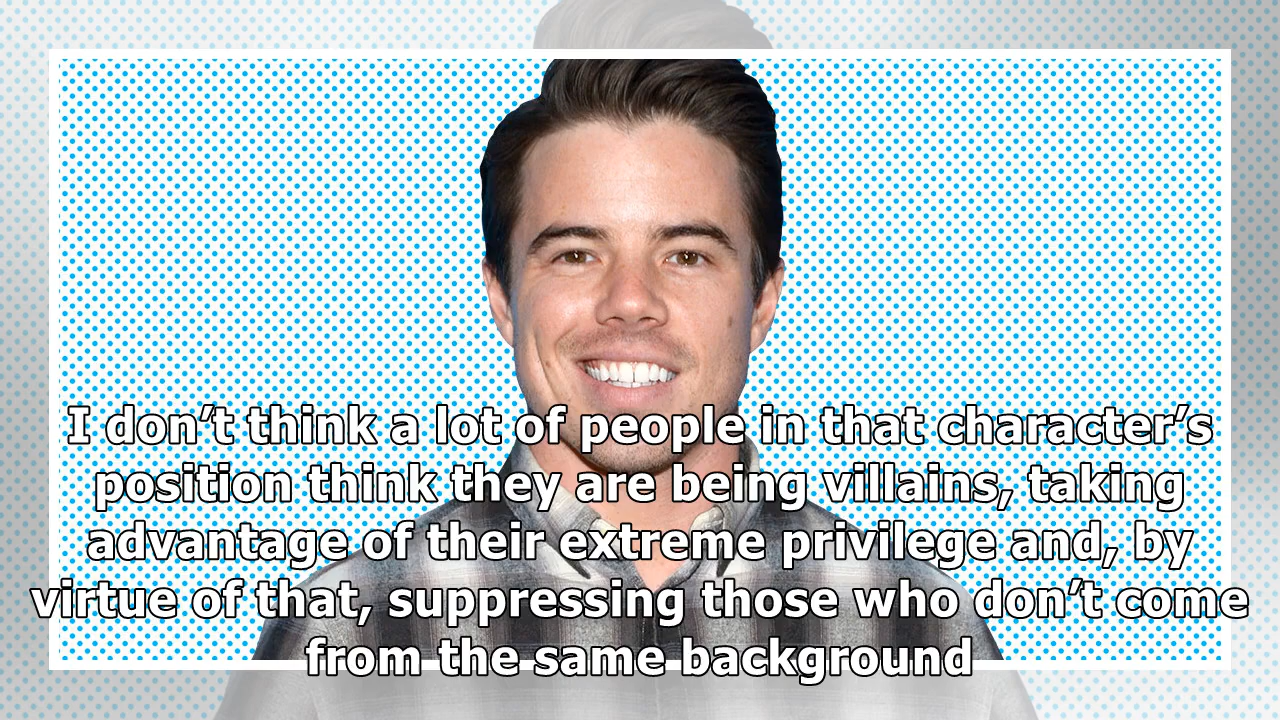 I don’t think a lot of people in that character’s
position think they are being villains, taking
advantage of their extreme privilege and, by
virtue of that, suppressing those who don’t come
from the same background